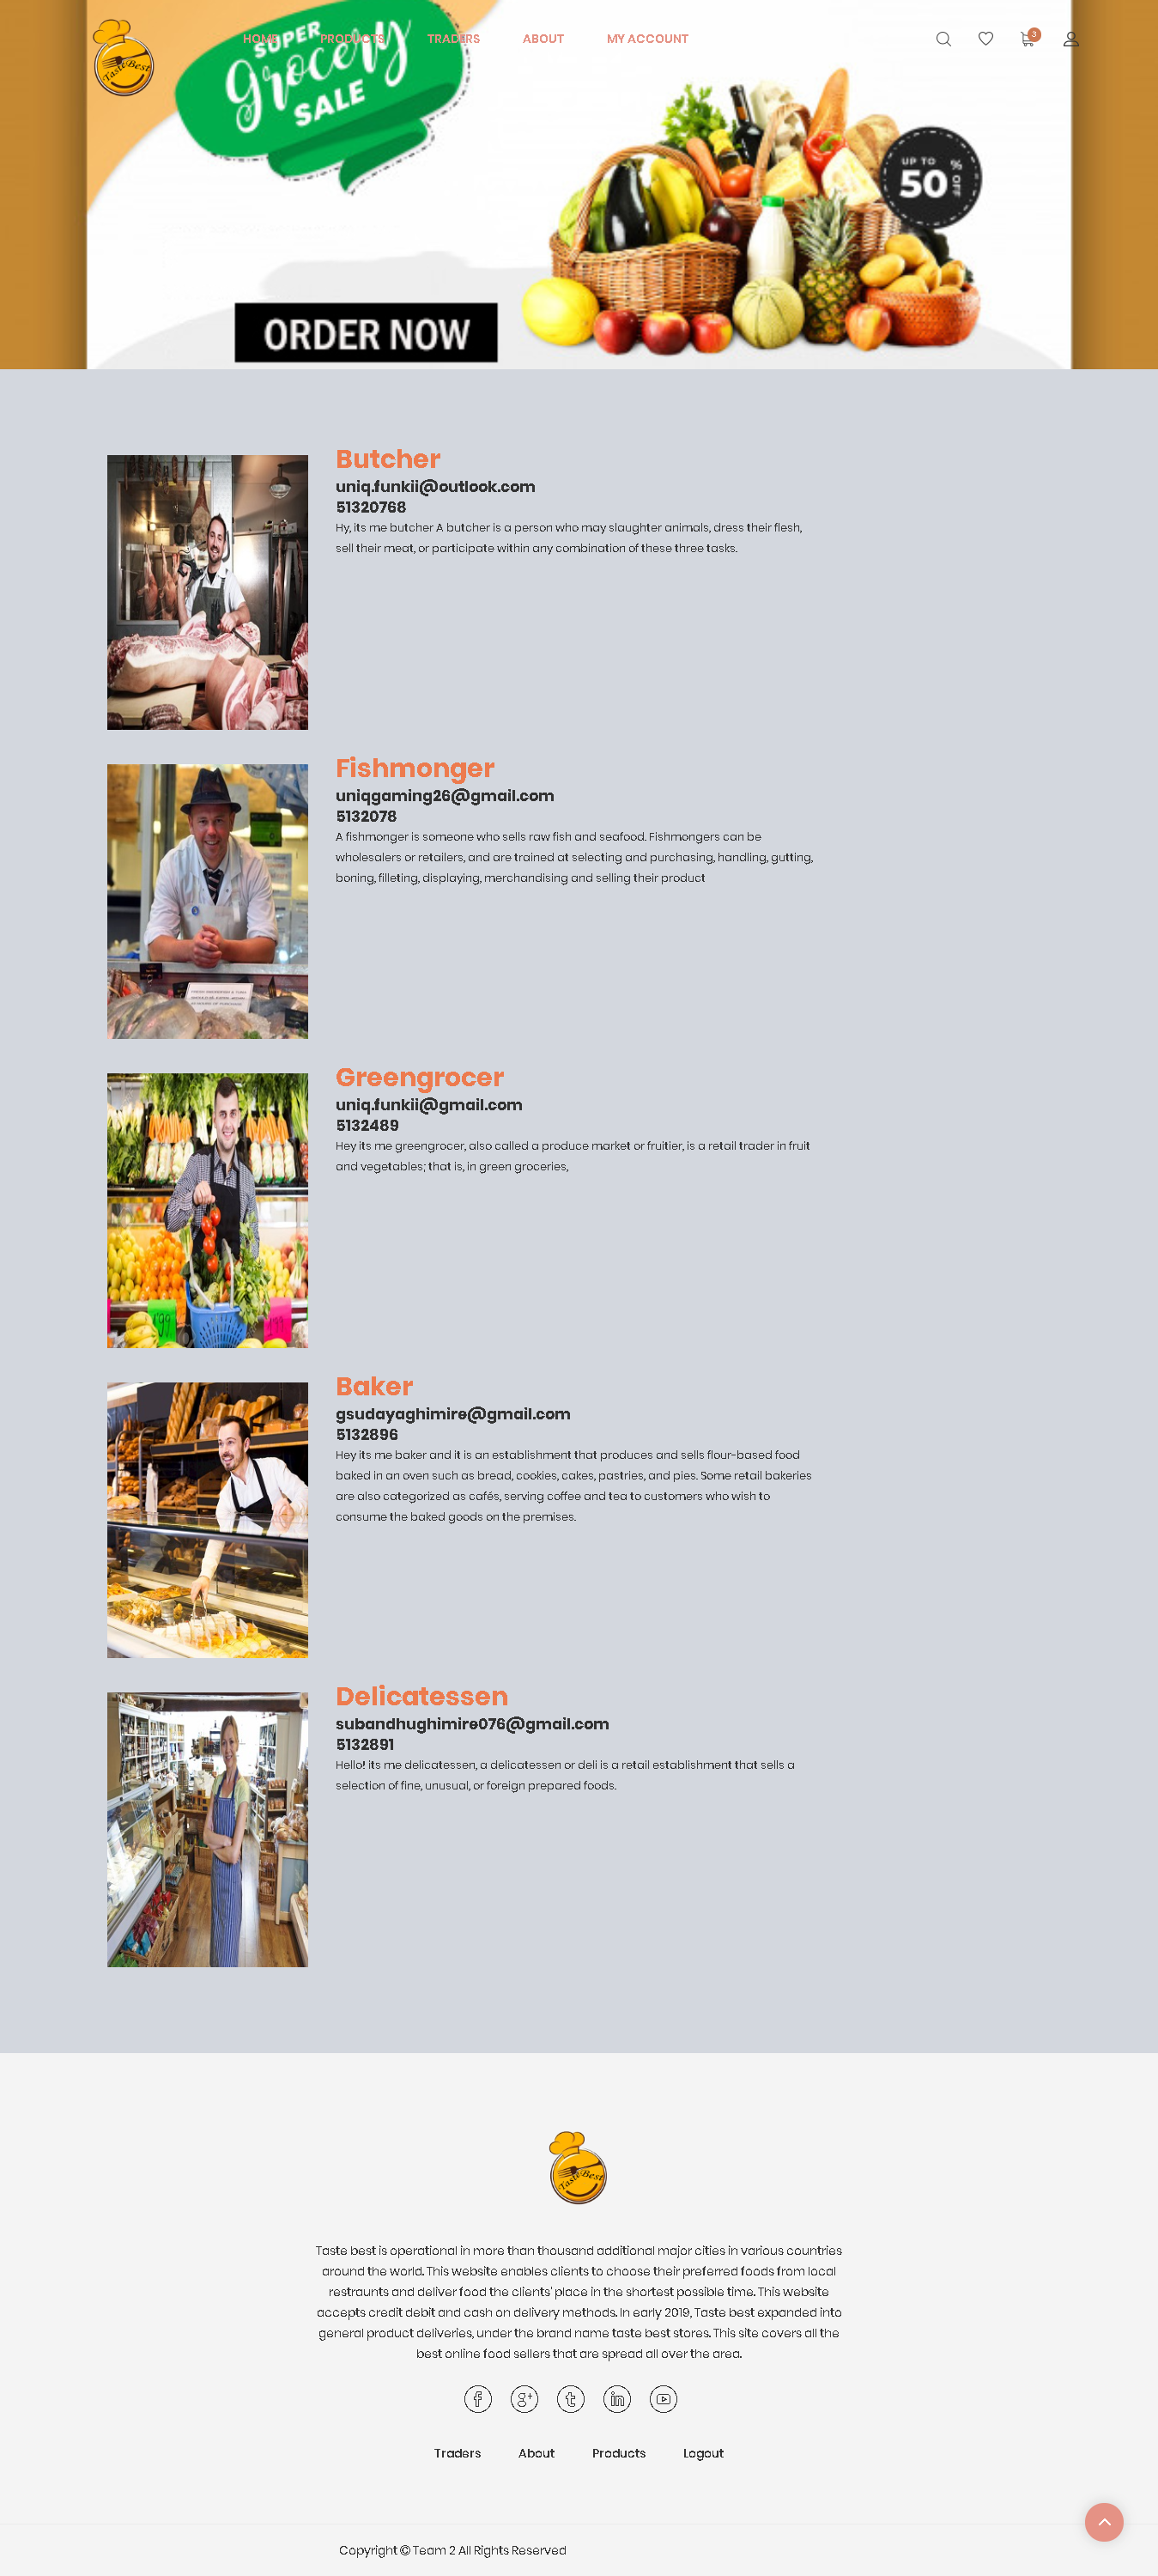 HOME PRODUCTS TRADERS ABOUT MY ACCOUNT
3
TasteBest
SUPER
grocery
SALE
UP TO
50
% OFF
ORDER NOW
Butcher
uniq.funkii@outlook.com
51320768
Hy, its me butcher A butcher is a person who may slaughter animals, dress their flesh,
sell their meat, or participate within any combination of these three tasks.
Fishmonger
uniqgaming26@gmail.com
5132078
A fishmonger is someone who sells raw fish and seafood. Fishmongers can be
wholesalers or retailers, and are trained at selecting and purchasing, handling, gutting,
boning, filleting, displaying, merchandising and selling their product
Greengrocer
uniq.funkii@gmail.com
5132489
Hey its me greengrocer, also called a produce market or fruitier, is a retail trader in fruit
and vegetables; that is, in green groceries,
Baker
gsudayaghimire@gmail.com
5132896
Hey its me baker and it is an establishment that produces and sells flour-based food
baked in an oven such as bread, cookies, cakes, pastries, and pies. Some retail bakeries
are also categorized as cafés, serving coffee and tea to customers who wish to
consume the baked goods on the premises.
Delicatessen
subandhughimire076@gmail.com
5132891
Hello! its me delicatessen, a delicatessen or deli is a retail establishment that sells a
selection of fine, unusual, or foreign prepared foods.
TasteBest
Taste best is operational in more than thousand additional major cities in various countries
around the world. This website enables clients to choose their preferred foods from local
restraunts and deliver food the clients' place in the shortest possible time. This website
accepts credit debit and cash on delivery methods. In early 2019, Taste best expanded into
general product deliveries, under the brand name taste best stores. This site covers all the
best online food sellers that are spread all over the area.
Traders About Products Logout
Copyright © Team 2 All Rights Reserved